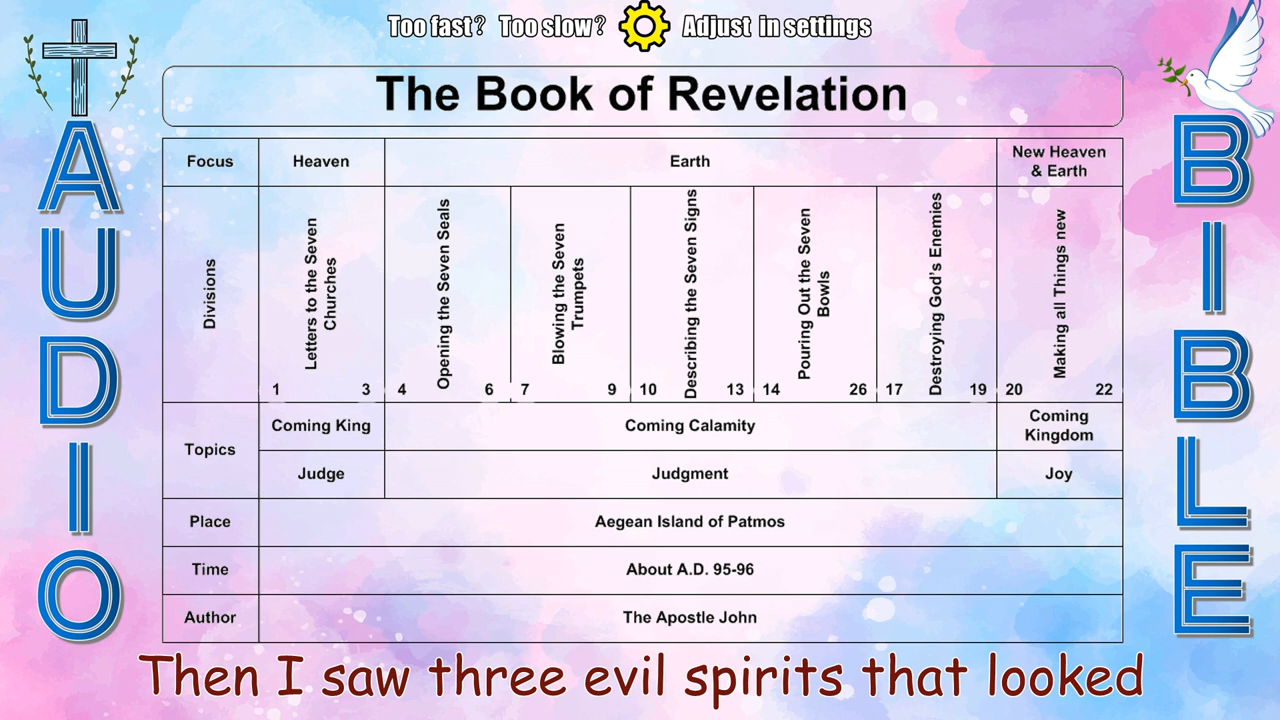 Too fast? Too slow? Adjust in settings
AUDIO
BIBLE
The Book of Revelation
Focus
Heaven
Earth
New Heaven
& Earth
Divisions
Letters to the Seven
Churches
1 3
Opening the Seven Seals
4 6
Blowing the Seven
Trumpets
7 9
Describing the Seven Signs
10 13
Pouring Out the Seven
Bowls
14 26
Destroying God's Enemies
17 19
Making all Things new
20 22
Topics
Coming King
Coming Calamity
Coming
Kingdom
Judge
Judgment
Joy
Place
Aegean Island of Patmos
Time
About A.D. 95-96
Author
The Apostle John
Then I saw three evil spirits that looked